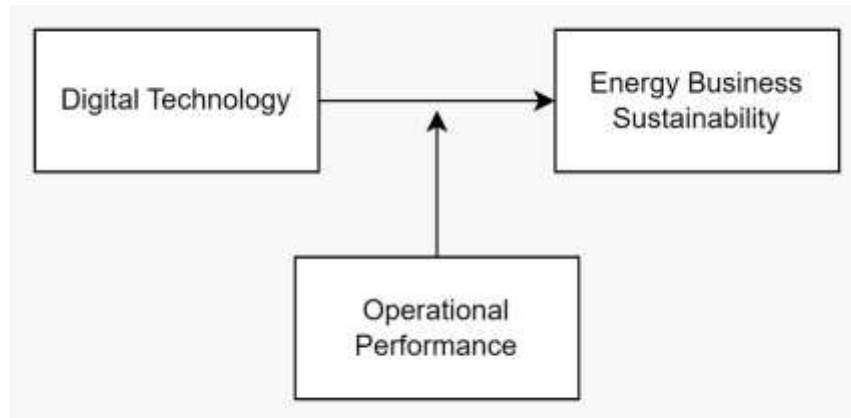 Digital Technology
Energy Business
Sustainability
Operational
Performance